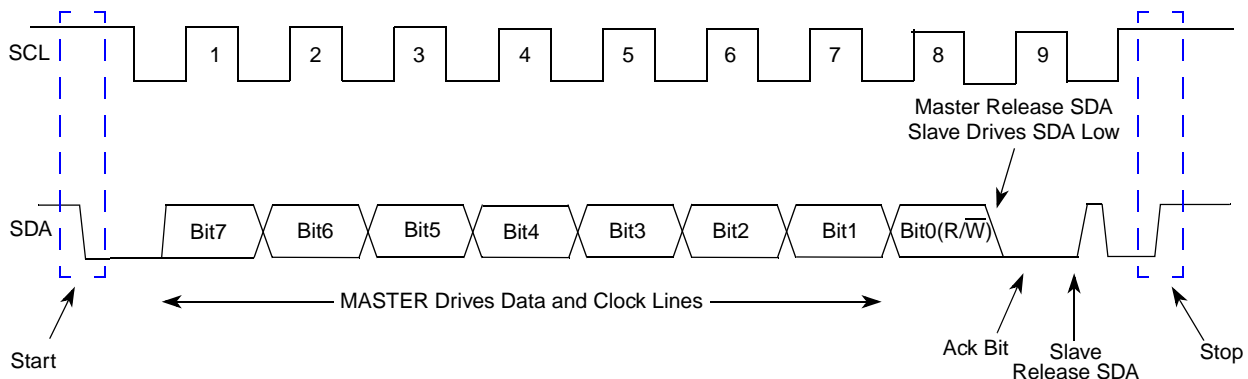 SCL
1 2 3 4 5 6 7 8 9
Master Release SDA
Slave Drives SDA Low
SDA
Bit7 Bit6 Bit5 Bit4 Bit3 Bit2 Bit1 Bit0(R/W̅)
MASTER Drives Data and Clock Lines
Start
Ack Bit
Slave
Release SDA
Stop